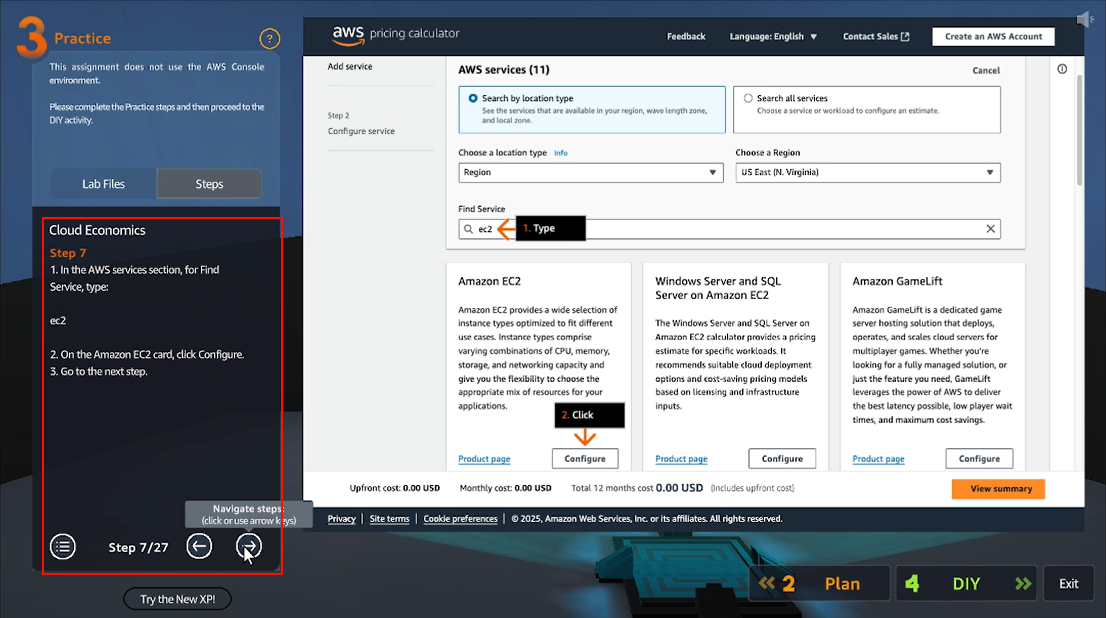 3 Practice
?
This assignment does not use the AWS Console
environment.
Please complete the Practice steps and then proceed to the
DIY activity.
Lab Files
Steps
Cloud Economics
Step 7
1. In the AWS services section, for Find
Service, type:
ec2
2. On the Amazon EC2 card, click Configure.
3. Go to the next step.
Navigate steps:
(click or use arrow keys)
Step 7/27
Try the New XP!
aws pricing calculator
Feedback
Language: English
Contact Sales
Create an AWS Account
Add service
Step 2
Configure service
AWS services (11)
Cancel
Search by location type
See the services that are available in your region, wave length zone,
and local zone.
Search all services
Choose a service or workload to configure an estimate.
Choose a location type Info
Region
Choose a Region
US East (N. Virginia)
Find Service
ec2
1. Type
Amazon EC2
Amazon EC2 provides a wide selection of
instance types optimized to fit different
use cases. Instance types comprise
varying combinations of CPU, memory,
storage, and networking capacity and
give you the flexibility to choose the
appropriate mix of resources for your
applications.
2. Click
Product page
Configure
Windows Server and SQL
Server on Amazon EC2
The Windows Server and SQL Server on
Amazon EC2 calculator provides a pricing
estimate for specific workloads. It
recommends suitable cloud deployment
options and cost-saving pricing models
based on licensing and infrastructure
inputs.
Product page
Configure
Amazon GameLift
Amazon GameLift is a dedicated game
server hosting solution that deploys,
operates, and scales cloud servers for
multiplayer games. Whether you're
looking for a fully managed solution, or
just the feature you need, GameLift
leverages the power of AWS to deliver
the best latency possible, low player wait
times, and maximum cost savings.
Product page
Configure
Upfront cost: 0.00 USD
Monthly cost: 0.00 USD
Total 12 months cost 0.00 USD (Includes upfront cost)
View summary
Privacy | Site terms | Cookie preferences | © 2025, Amazon Web Services, Inc. or its affiliates. All rights reserved.
2 Plan
4 DIY
Exit